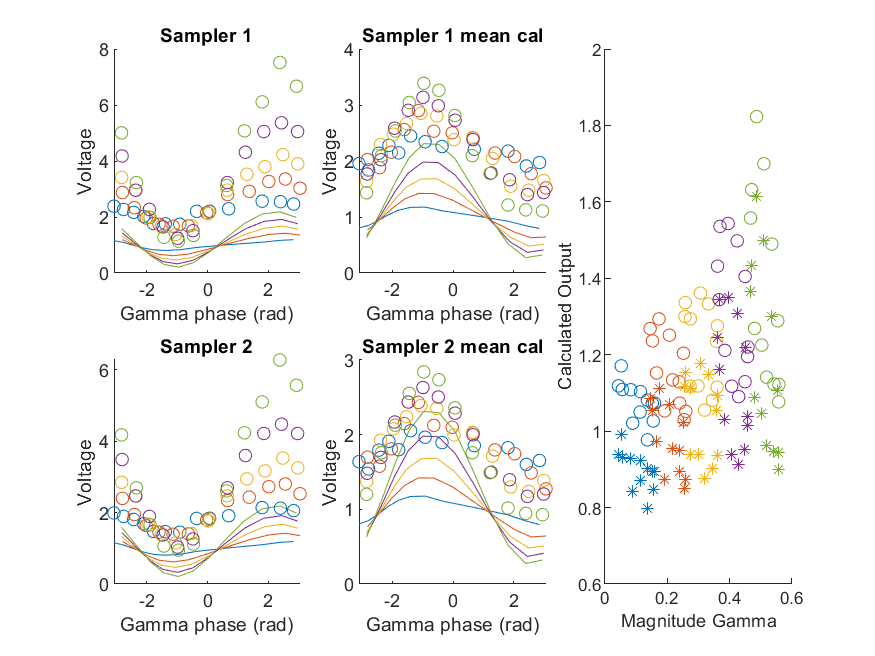 Sampler 1
8
6
4
2
0
Voltage
-2 0 2
Gamma phase (rad)
Sampler 1 mean cal
4
3
2
1
0
Voltage
-2 0 2
Gamma phase (rad)
Sampler 2
6
4
2
0
Voltage
-2 0 2
Gamma phase (rad)
Sampler 2 mean cal
3
2
1
0
Voltage
-2 0 2
Gamma phase (rad)
2
1.8
1.6
1.4
1.2
1
0.8
0.6
Calculated Output
0 0.2 0.4 0.6
Magnitude Gamma